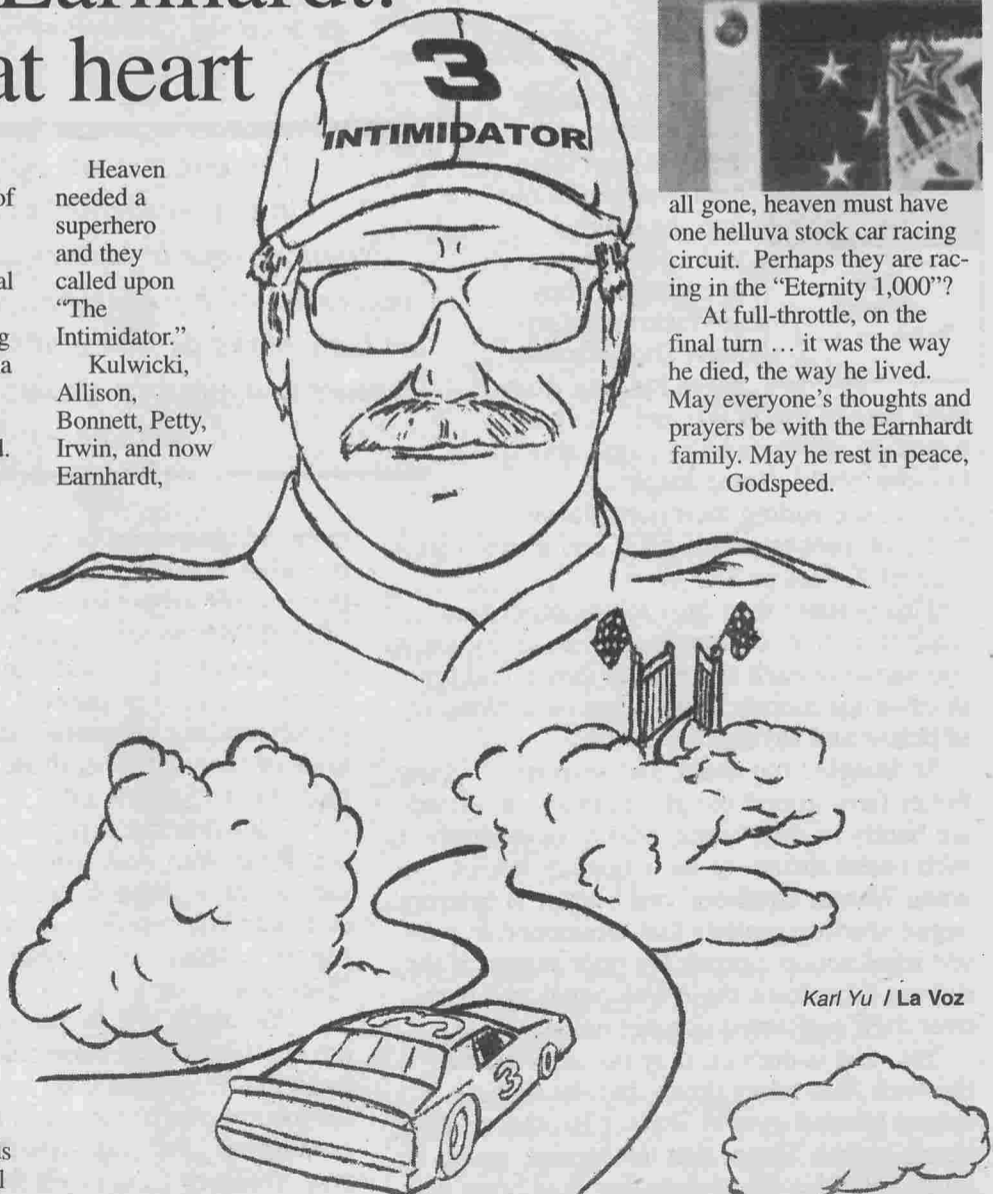 Earnhardt:
at heart
of
al
g
a
l.
Heaven
needed a
superhero
and they
called upon
“The
Intimidator.”
Kulwicki,
Allison,
Bonnett, Petty,
Irwin, and now
Earnhardt,
3
INTIMIDATOR
all gone, heaven must have
one helluva stock car racing
circuit. Perhaps they are rac-
ing in the “Eternity 1,000”?
At full-throttle, on the
final turn ... it was the way
he died, the way he lived.
May everyone’s thoughts and
prayers be with the Earnhardt
family. May he rest in peace,
Godspeed.
Karl Yu / La Voz
3
3
s
l